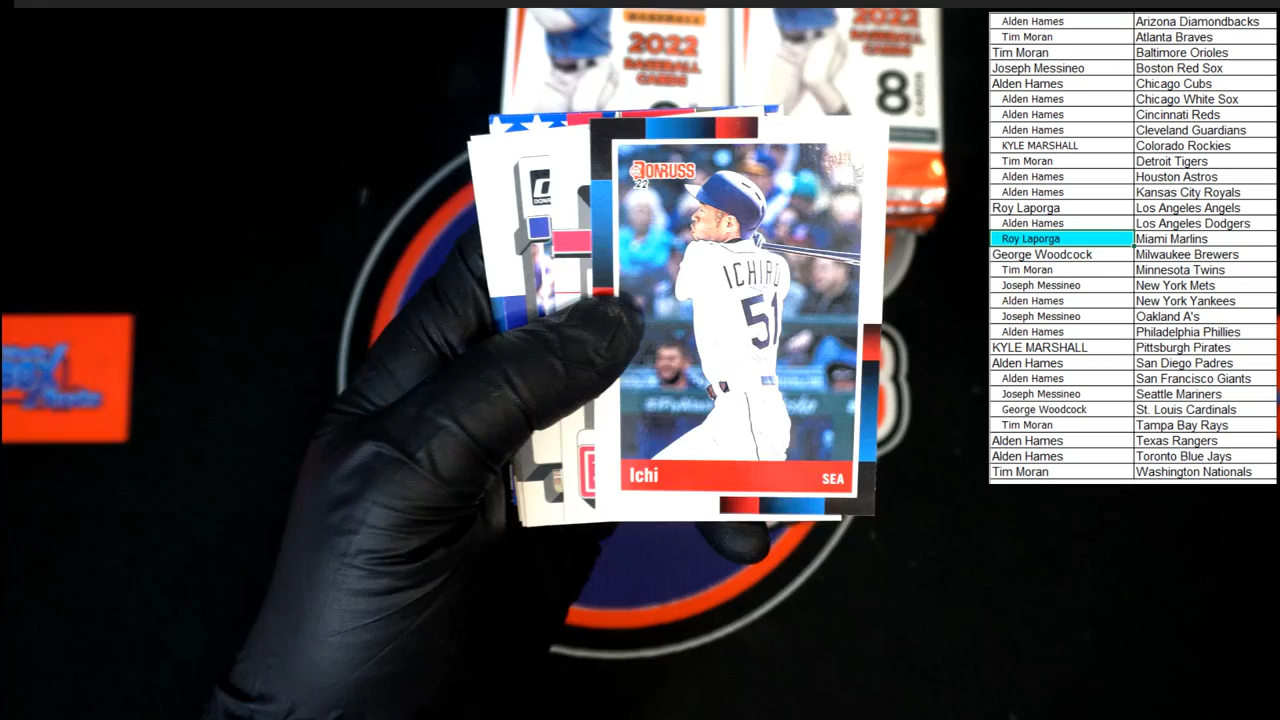 2022
BASEBALL
CARDS
2022
BASEBALL
CARDS
8
CARDS
DONRUSS
22
ICHIRO
51
Ichi
SEA
Alden Hames Arizona Diamondbacks
Tim Moran Atlanta Braves
Tim Moran Baltimore Orioles
Joseph Messineo Boston Red Sox
Alden Hames Chicago Cubs
Alden Hames Chicago White Sox
Alden Hames Cincinnati Reds
Alden Hames Cleveland Guardians
KYLE MARSHALL Colorado Rockies
Tim Moran Detroit Tigers
Alden Hames Houston Astros
Alden Hames Kansas City Royals
Roy Laporga Los Angeles Angels
Alden Hames Los Angeles Dodgers
Roy Laporga Miami Marlins
George Woodcock Milwaukee Brewers
Tim Moran Minnesota Twins
Joseph Messineo New York Mets
Alden Hames New York Yankees
Joseph Messineo Oakland A's
Alden Hames Philadelphia Phillies
KYLE MARSHALL Pittsburgh Pirates
Alden Hames San Diego Padres
Alden Hames San Francisco Giants
Joseph Messineo Seattle Mariners
George Woodcock St. Louis Cardinals
Tim Moran Tampa Bay Rays
Alden Hames Texas Rangers
Alden Hames Toronto Blue Jays
Tim Moran Washington Nationals